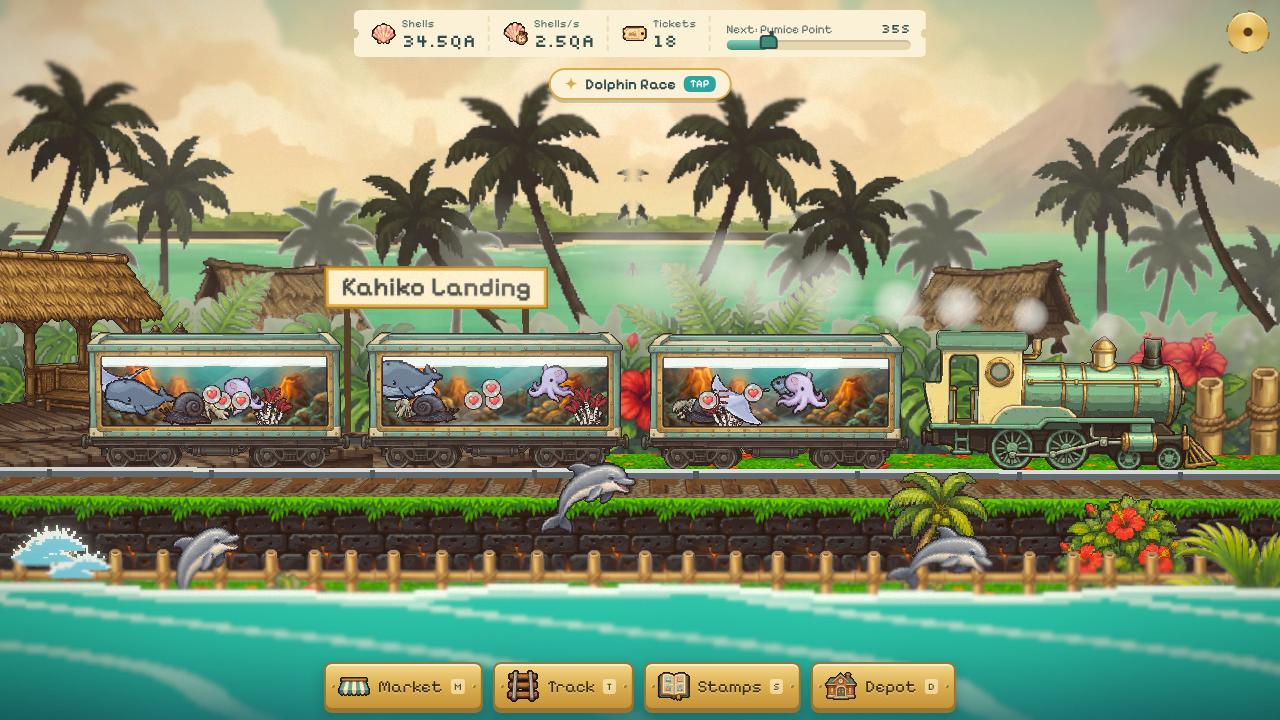 Shells
34.5QA
Shells/s
2.5QA
Tickets
18
Next: Pumice Point
35S
Dolphin Race TAP
Kahiko Landing
Market M
Track T
Stamps S
Depot D